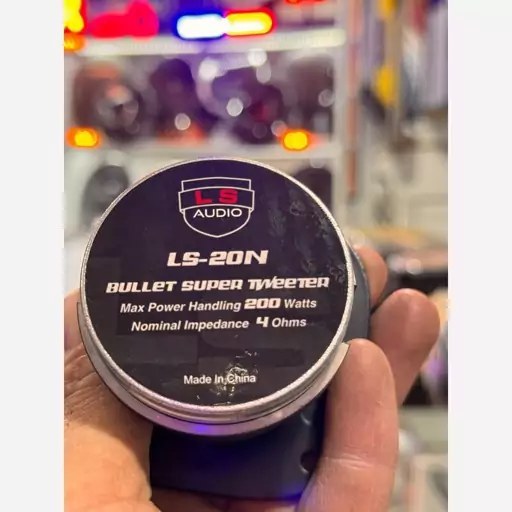 LS
AUDIO
LS-20N
BULLET SUPER TWEETER
Max Power Handling 200 Watts
Nominal Impedance 4 Ohms
Made In China